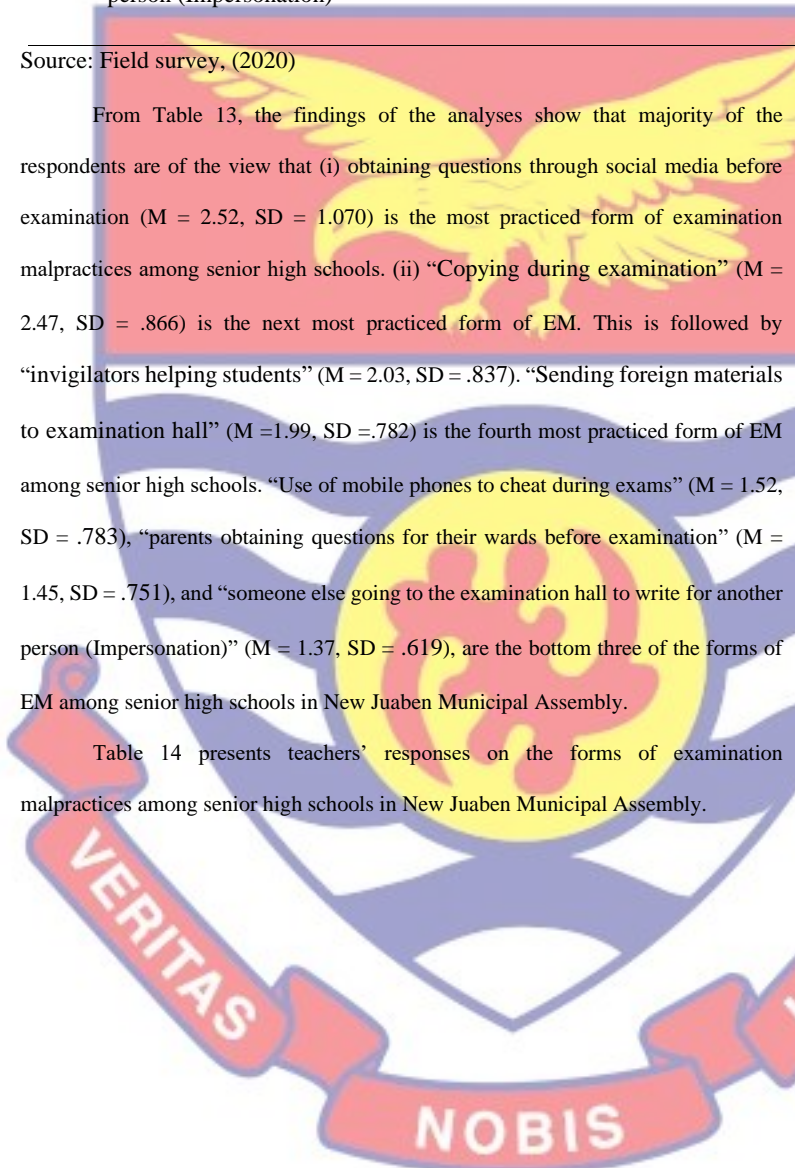 person (Impersonation)
Source: Field survey, (2020)
From Table 13, the findings of the analyses show that majority of the
respondents are of the view that (i) obtaining questions through social media before
examination (M = 2.52, SD = 1.070) is the most practiced form of examination
malpractices among senior high schools. (ii) “Copying during examination” (M =
2.47, SD = .866) is the next most practiced form of EM. This is followed by
“invigilators helping students” (M = 2.03, SD = .837). “Sending foreign materials
to examination hall” (M =1.99, SD =.782) is the fourth most practiced form of EM
among senior high schools. “Use of mobile phones to cheat during exams” (M = 1.52,
SD = .783), “parents obtaining questions for their wards before examination” (M =
1.45, SD = .751), and “someone else going to the examination hall to write for another
person (Impersonation)” (M = 1.37, SD = .619), are the bottom three of the forms of
EM among senior high schools in New Juaben Municipal Assembly.
Table 14 presents teachers’ responses on the forms of examination
malpractices among senior high schools in New Juaben Municipal Assembly.
VERITAS
NOBIS